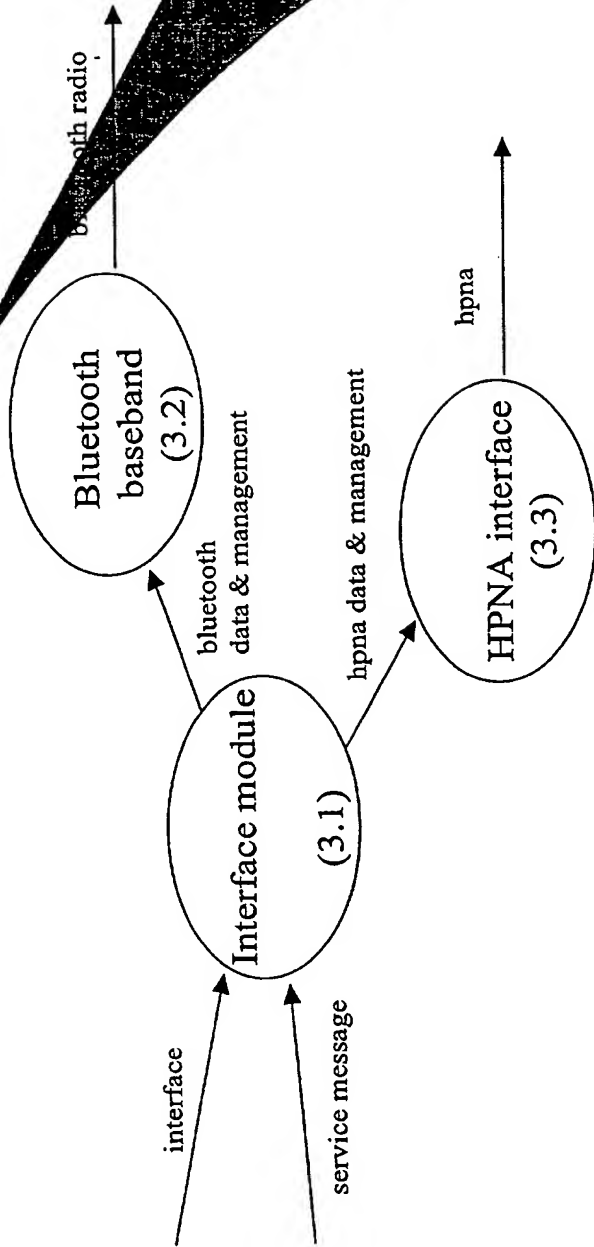 interface
service message
Interface module
(3.1)
bluetooth
data & management
hpna data & management
Bluetooth
baseband
(3.2)
HPNA interface
(3.3)
radio
hpna